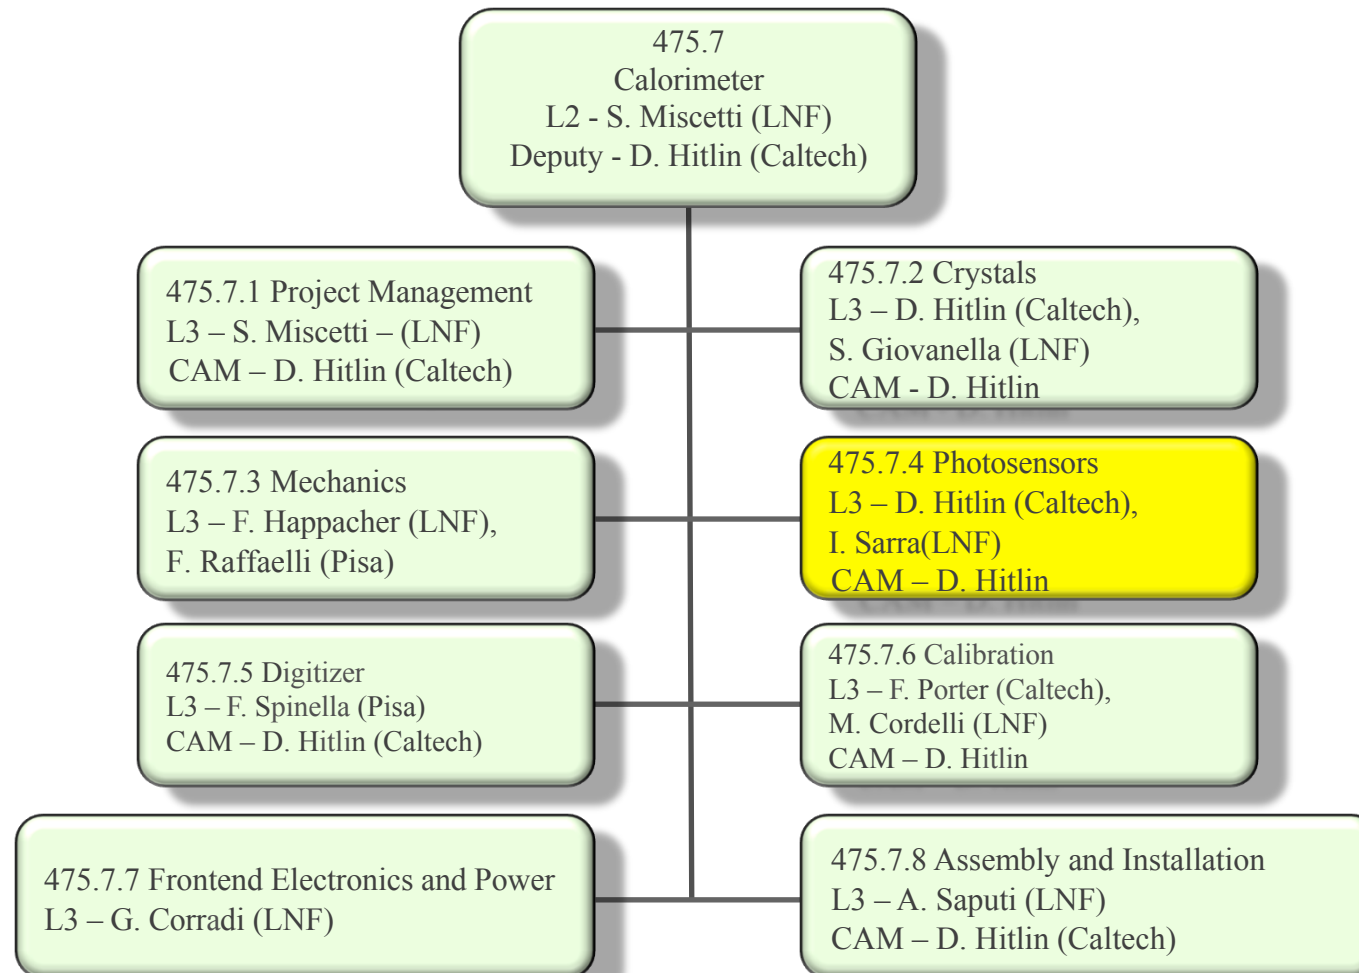 475.7
Calorimeter
L2 - S. Miscetti (LNF)
Deputy - D. Hitlin (Caltech)
475.7.1 Project Management
L3 – S. Miscetti – (LNF)
CAM – D. Hitlin (Caltech)
475.7.2 Crystals
L3 – D. Hitlin (Caltech),
S. Giovanella (LNF)
CAM - D. Hitlin
475.7.3 Mechanics
L3 – F. Happacher (LNF),
F. Raffaelli (Pisa)
475.7.4 Photosensors
L3 – D. Hitlin (Caltech),
I. Sarra(LNF)
CAM – D. Hitlin
475.7.5 Digitizer
L3 – F. Spinella (Pisa)
CAM – D. Hitlin (Caltech)
475.7.6 Calibration
L3 – F. Porter (Caltech),
M. Cordelli (LNF)
CAM – D. Hitlin
475.7.7 Frontend Electronics and Power
L3 – G. Corradi (LNF)
475.7.8 Assembly and Installation
L3 – A. Saputi (LNF)
CAM – D. Hitlin (Caltech)